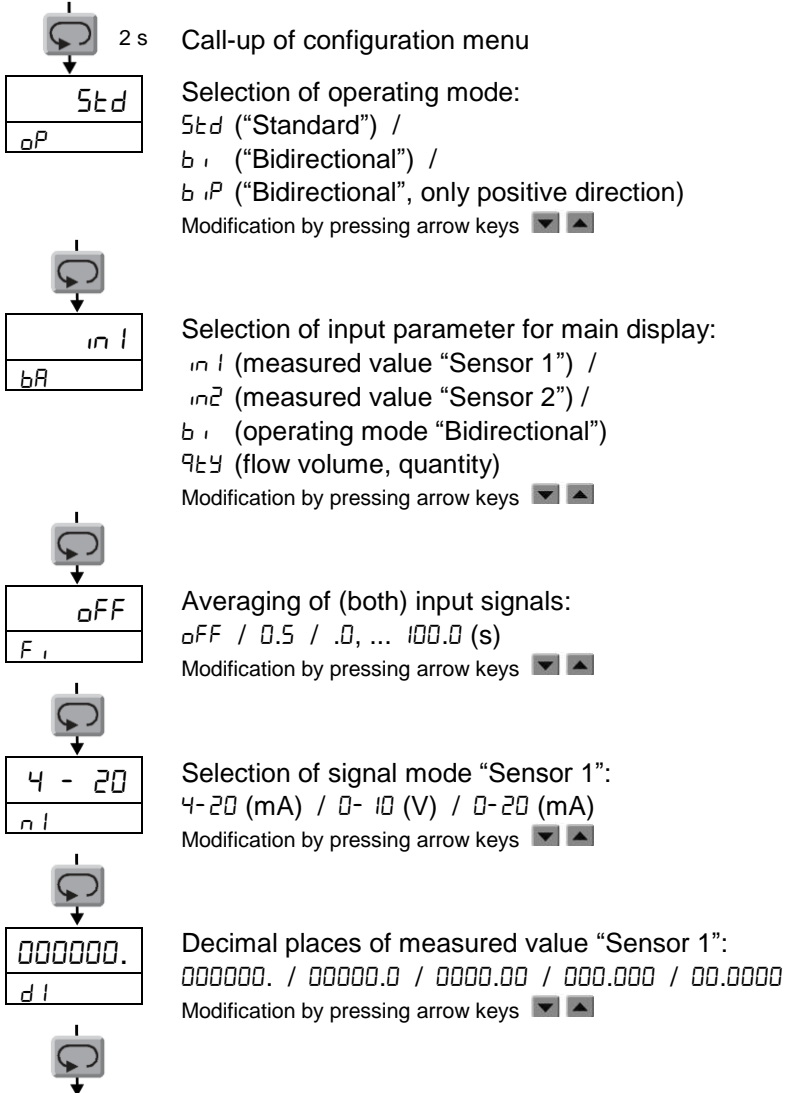 2 s Call-up of configuration menu
Std Selection of operating mode:
oP Std (“Standard”) /
bi (“Bidirectional”) /
biP (“Bidirectional”, only positive direction)
Modification by pressing arrow keys
in1 Selection of input parameter for main display:
bA in1 (measured value “Sensor 1”) /
in2 (measured value “Sensor 2”) /
bi (operating mode “Bidirectional”)
qty (flow volume, quantity)
Modification by pressing arrow keys
oFF Averaging of (both) input signals:
Fi oFF / 0.5 / .0, ... 100.0 (s)
Modification by pressing arrow keys
4 - 20 Selection of signal mode “Sensor 1”:
n1 4-20 (mA) / 0-10 (V) / 0-20 (mA)
Modification by pressing arrow keys
000000. Decimal places of measured value “Sensor 1”:
d1 000000. / 00000.0 / 0000.00 / 000.000 / 00.0000
Modification by pressing arrow keys